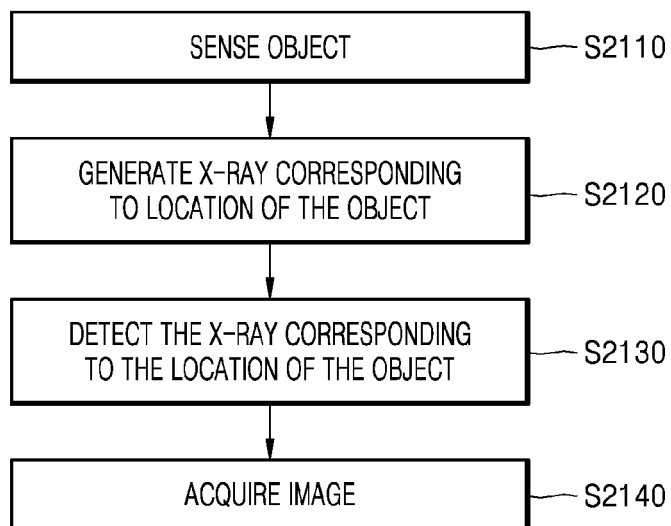 SENSE OBJECT
S2110
GENERATE X-RAY CORRESPONDING
TO LOCATION OF THE OBJECT
S2120
DETECT THE X-RAY CORRESPONDING
TO THE LOCATION OF THE OBJECT
S2130
ACQUIRE IMAGE
S2140